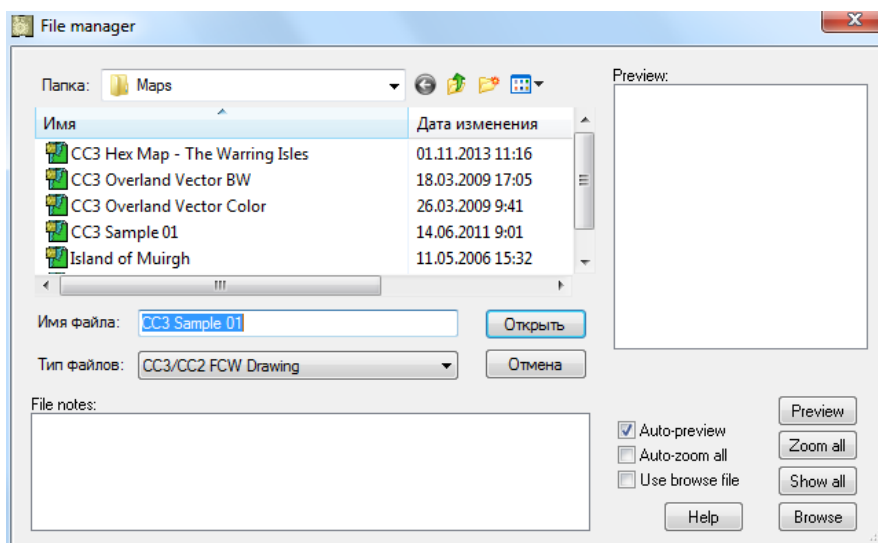 File manager
Папка: Maps
Preview:
Имя Дата изменения
CC3 Hex Map - The Warring Isles 01.11.2013 11:16
CC3 Overland Vector BW 18.03.2009 17:05
CC3 Overland Vector Color 26.03.2009 9:41
CC3 Sample 01 14.06.2011 9:01
Island of Muirgh 11.05.2006 15:32
Имя файла: CC3 Sample 01 Открыть
Тип файлов: CC3/CC2 FCW Drawing Отмена
File notes:
Auto-preview
Auto-zoom all
Use browse file
Preview
Zoom all
Show all
Help Browse